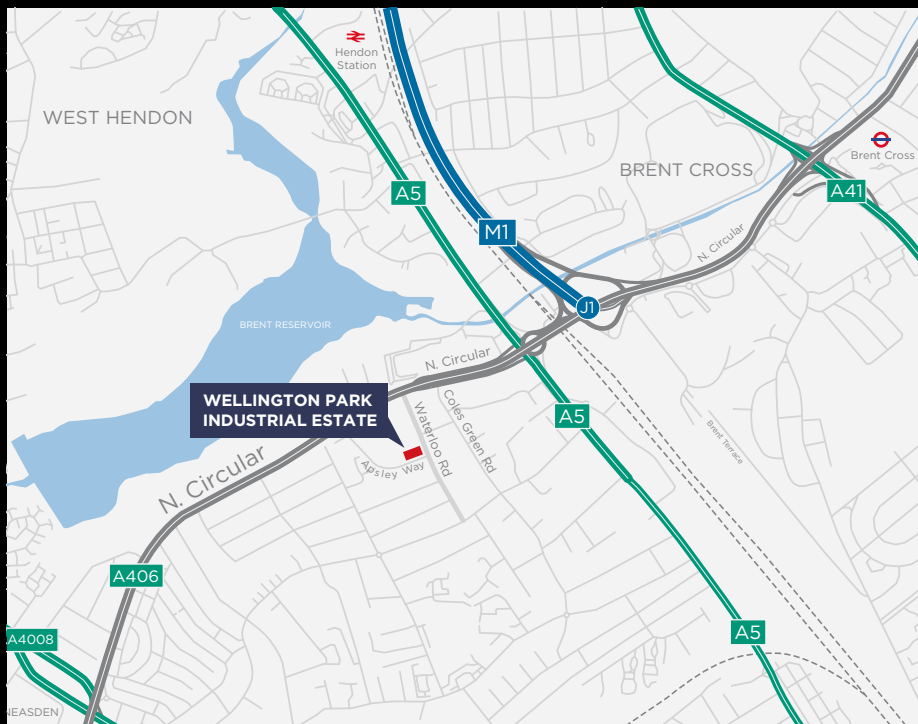 Hendon
Station
WEST HENDON
BRENT CROSS
Brent Cross
A5
A41
M1
N. Circular
J1
BRENT RESERVOIR
N. Circular
WELLINGTON PARK
INDUSTRIAL ESTATE
Waterloo Rd
Coles Green Rd
A5
Brent Terrace
Apsley Way
N. Circular
A406
A4008
A5
NEASDEN